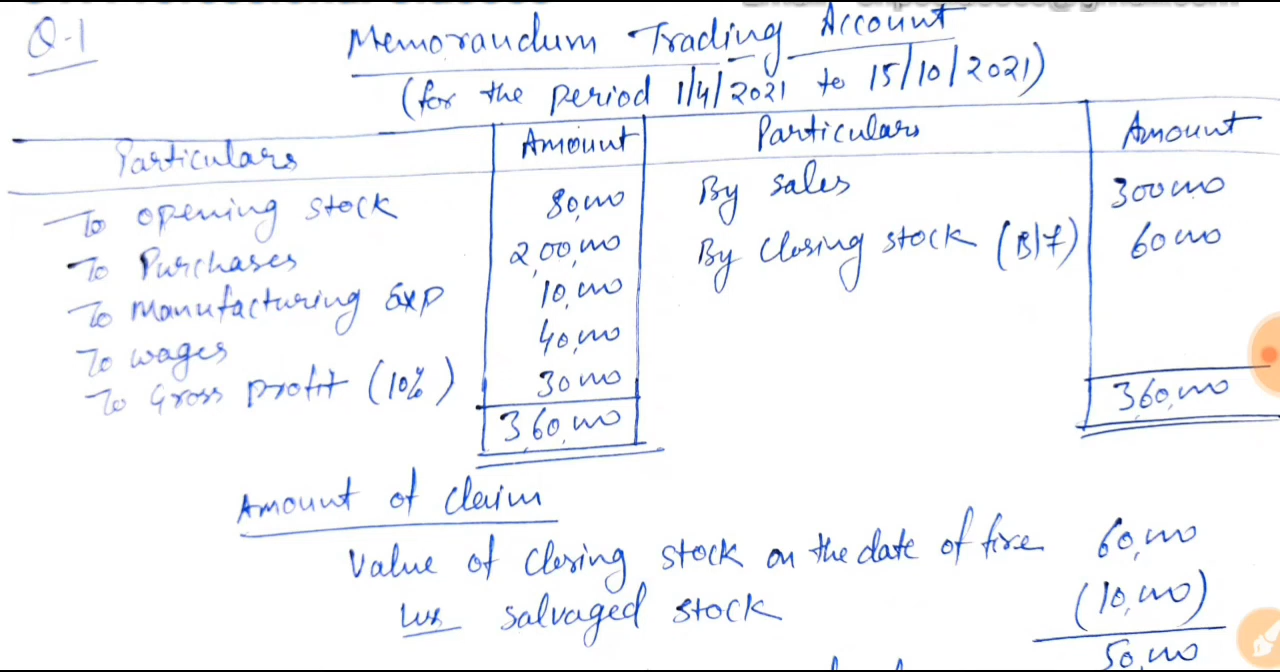 Q-1
Memorandum Trading Account
(for the period 1/4/2021 to 15/10/2021)
Particulars Amount Particulars Amount
To opening stock 80,000 By sales 300000
To Purchases 2,00,000 By Closing stock (B/f) 60000
To Manufacturing Exp 10,000
To wages 40,000
To Gross profit (10%) 30000
3,60,000 3,60,000
Amount of claim
Value of closing stock on the date of fire 60,000
Less salvaged stock (10,000)
50,000